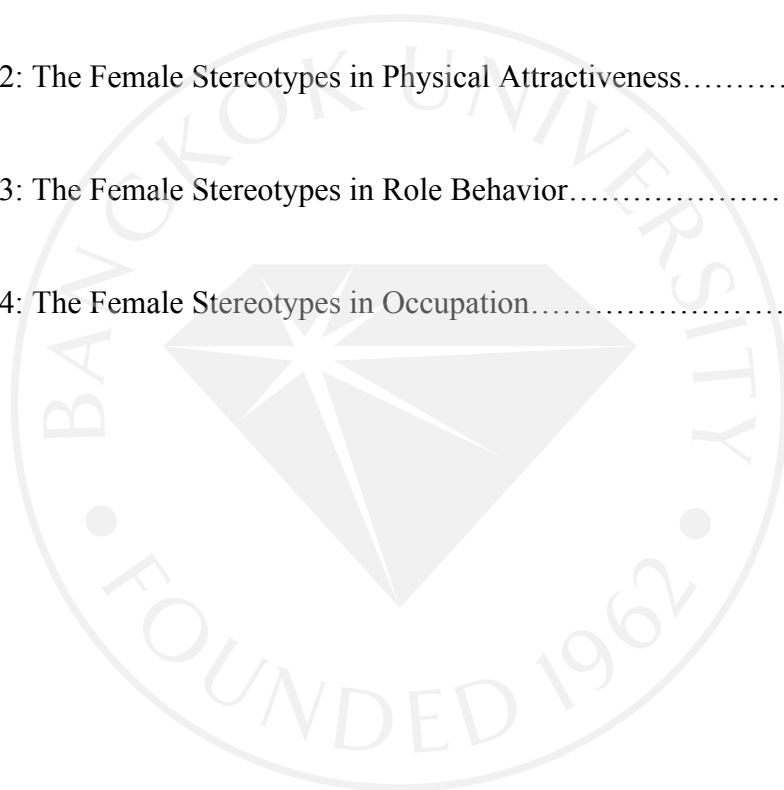 2: The Female Stereotypes in Physical Attractiveness…………
3: The Female Stereotypes in Role Behavior…………………
4: The Female Stereotypes in Occupation……………………
BANGKOK UNIVERSITY
FOUNDED 1962